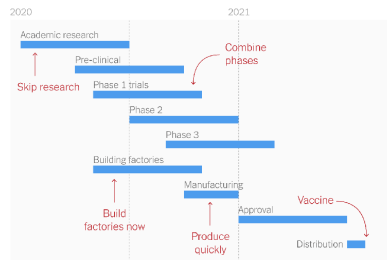 2020
2021
Academic research
Combine
phases
Pre-clinical
Skip research
Phase 1 trials
Phase 2
Phase 3
Building factories
Manufacturing
Vaccine
Build
factories now
Approval
Produce
quickly
Distribution